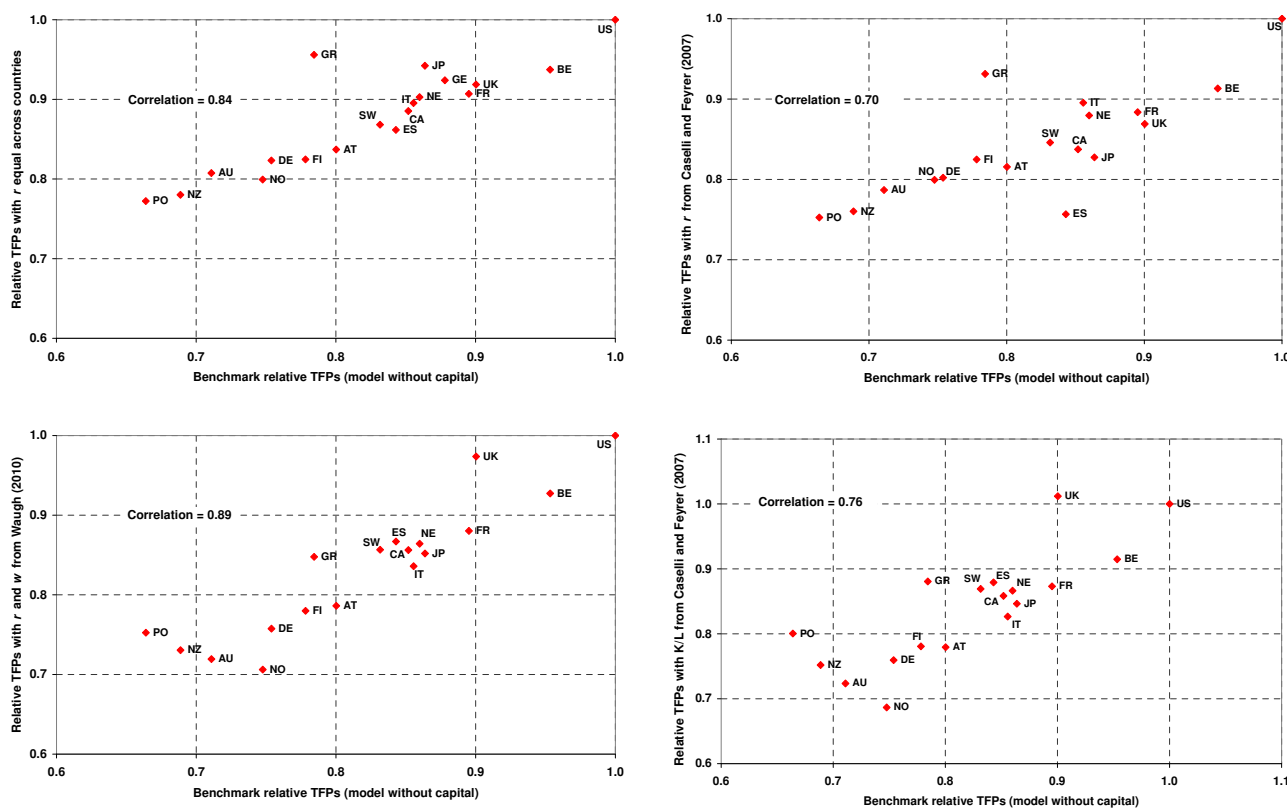 1.0
0.9
0.8
0.7
0.6
0.6
0.7
0.8
0.9
1.0
Relative TFPs with r equal across countries
Benchmark relative TFPs (model without capital)
Correlation = 0.84
US
GR
JP
BE
GE
UK
IT
NE
FR
SW
CA
ES
AT
DE
FI
AU
NO
PO
NZ
1.0
0.9
0.8
0.7
0.6
0.6
0.7
0.8
0.9
1.0
Relative TFPs with r from Caselli and Feyrer (2007)
Benchmark relative TFPs (model without capital)
Correlation = 0.70
US
GR
BE
IT
NE
FR
UK
SW
CA
JP
FI
AT
NO
DE
AU
NZ
PO
ES
1.0
0.9
0.8
0.7
0.6
0.6
0.7
0.8
0.9
1.0
Relative TFPs with r and w from Waugh (2010)
Benchmark relative TFPs (model without capital)
Correlation = 0.89
US
UK
BE
ES
NE
FR
SW
CA
JP
GR
IT
FI
AT
DE
PO
NZ
AU
NO
1.1
1.0
0.9
0.8
0.7
0.6
0.6
0.7
0.8
0.9
1.0
1.1
Relative TFPs with K/L from Caselli and Feyrer (2007)
Benchmark relative TFPs (model without capital)
Correlation = 0.76
UK
US
BE
GR
SW
ES
NE
FR
CA
JP
IT
PO
FI
AT
DE
NZ
AU
NO